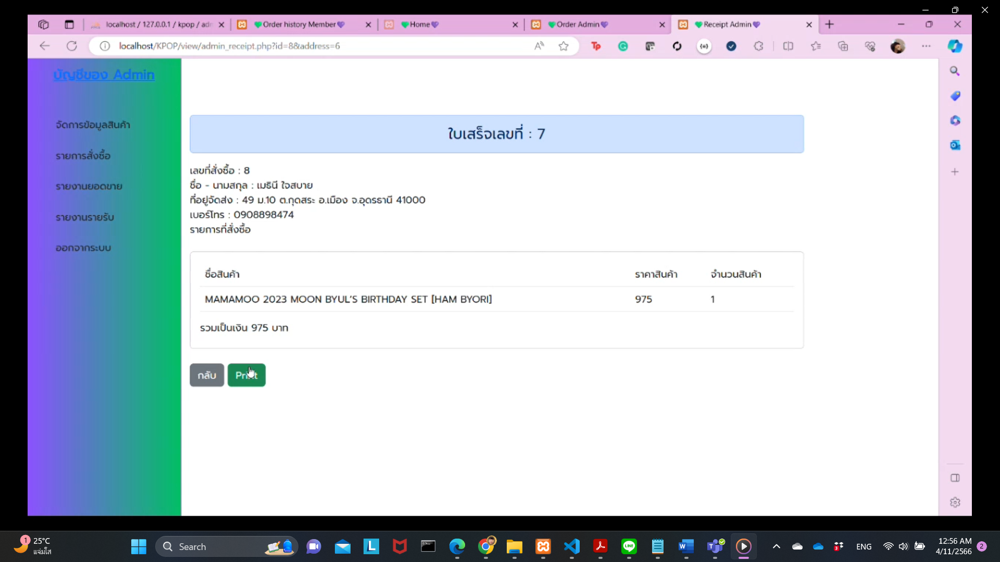 localhost / 127.0.0.1 / kpop / adr
💚Order history Member💜
💚Home💜
💚Order Admin💜
💚Receipt Admin💜
localhost/KPOP/view/admin_receipt.php?id=8&address=6
บัญชีของ Admin
จัดการข้อมูลสินค้า
รายการสั่งซื้อ
รายงานยอดขาย
รายงานรายรับ
ออกจากระบบ
ใบเสร็จเลขที่ : 7
เลขที่สั่งซื้อ : 8
ชื่อ - นามสกุล : เมธินี ใจสบาย
ที่อยู่จัดส่ง : 49 ม.10 ต.กุดสระ อ.เมือง จ.อุดรธานี 41000
เบอร์โทร : 0908898474
รายการที่สั่งซื้อ
ชื่อสินค้า ราคาสินค้า จำนวนสินค้า
MAMAMOO 2023 MOON BYUL'S BIRTHDAY SET [HAM BYORI] 975 1
รวมเป็นเงิน 975 บาท
กลับ Print
1 25°C
แจ่มใส
Search
ENG
12:56 AM
4/11/2566
2